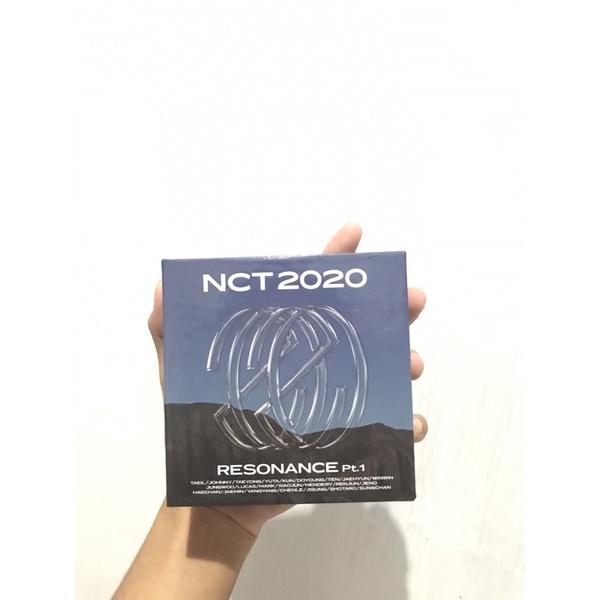 NCT 2020
RESONANCE Pt.1
TAEIL/JOHNNY/TAEYONG/YUTA/KUN/DOYOUNG/TEN/JAEHYUN/WINWIN
JUNGWOO/LUCAS/MARK/XIAOJUN/HENDERY/RENJUN/JENO
HAECHAN/JAEMIN/YANGYANG/CHENLE/JISUNG/SHOTARO/SUNGCHAN